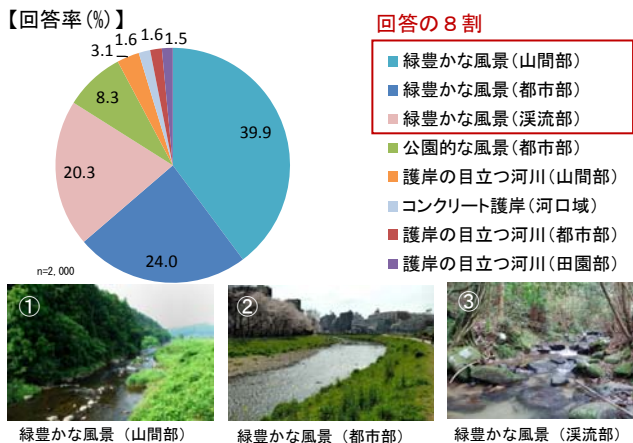 【回答率(%)】
回答の8割
1.6
1.6
1.5
3.1
8.3
39.9
20.3
24.0
n=2,000
緑豊かな風景(山間部)
緑豊かな風景(都市部)
緑豊かな風景(渓流部)
公園的な風景(都市部)
護岸の目立つ河川(山間部)
コンクリート護岸(河口域)
護岸の目立つ河川(都市部)
護岸の目立つ河川(田園部)
①
②
③
緑豊かな風景(山間部)
緑豊かな風景(都市部)
緑豊かな風景(渓流部)